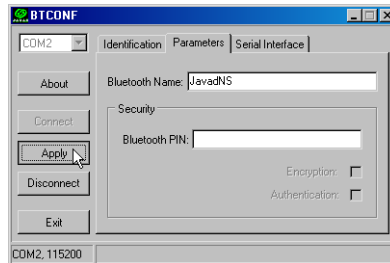 BTCONF
COM2
Identification Parameters Serial Interface
About
Bluetooth Name: JavadNS
Security
Connect
Bluetooth PIN:
Apply
Encryption:
Disconnect
Authentication:
Exit
COM2, 115200